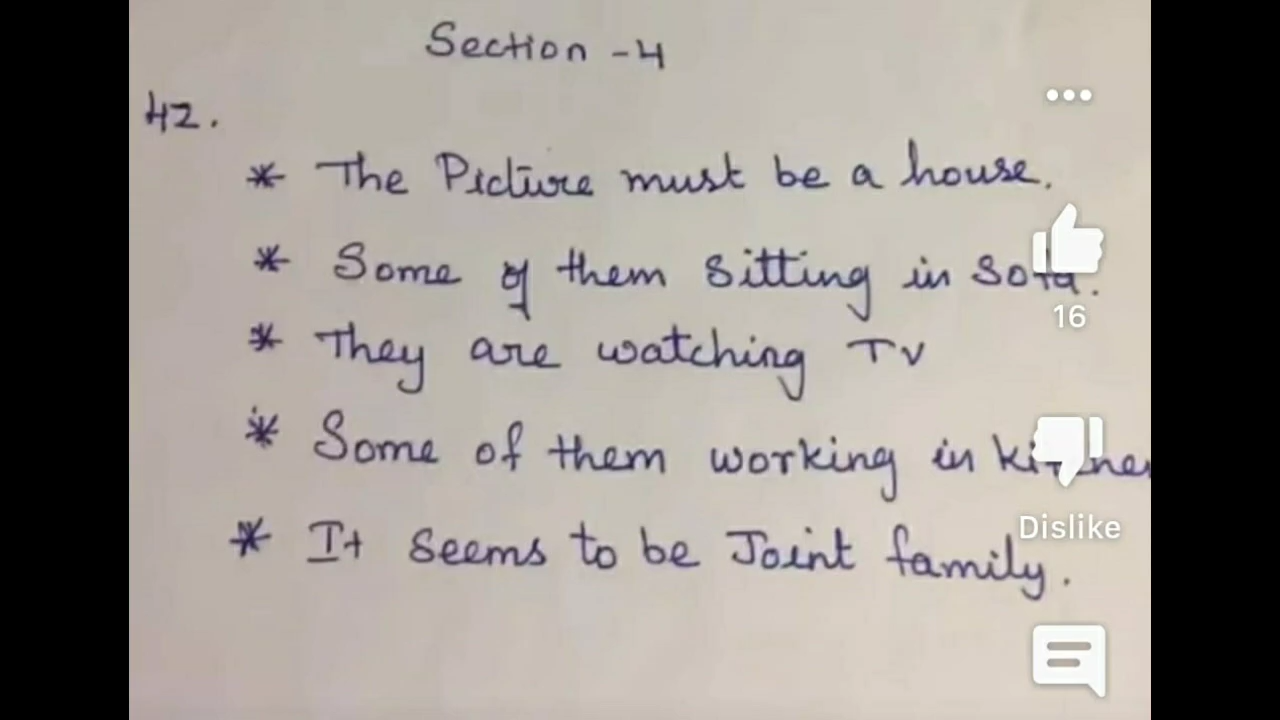 Section - 4
42.
* The Picture must be a house.
* Some of them sitting in sofa.
16
* They are watching TV
* Some of them working in
Dislike
* It seems to be Joint family.